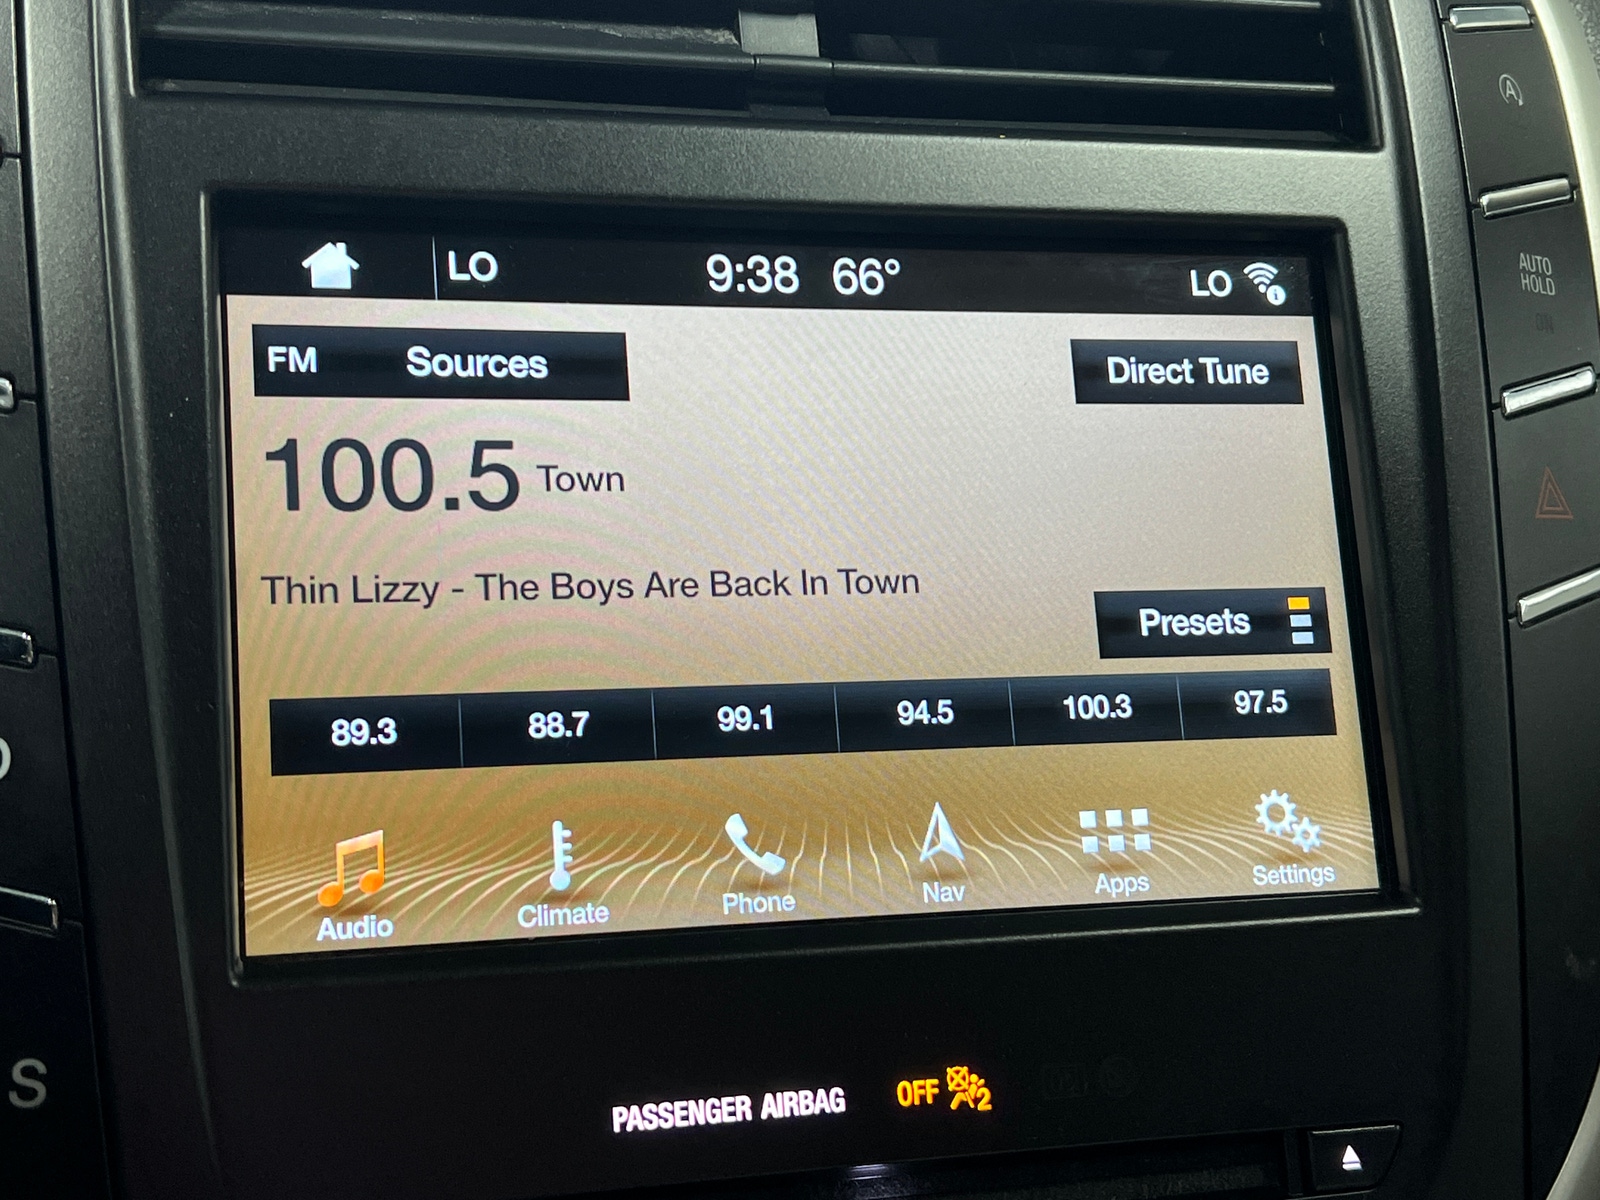 LO 9:38 66° LO
A
AUTO
HOLD
FM Sources Direct Tune
100.5 Town
Thin Lizzy - The Boys Are Back In Town
Presets
89.3 88.7 99.1 94.5 100.3 97.5
Audio Climate Phone Nav Apps Settings
S
PASSENGER AIRBAG OFF 2